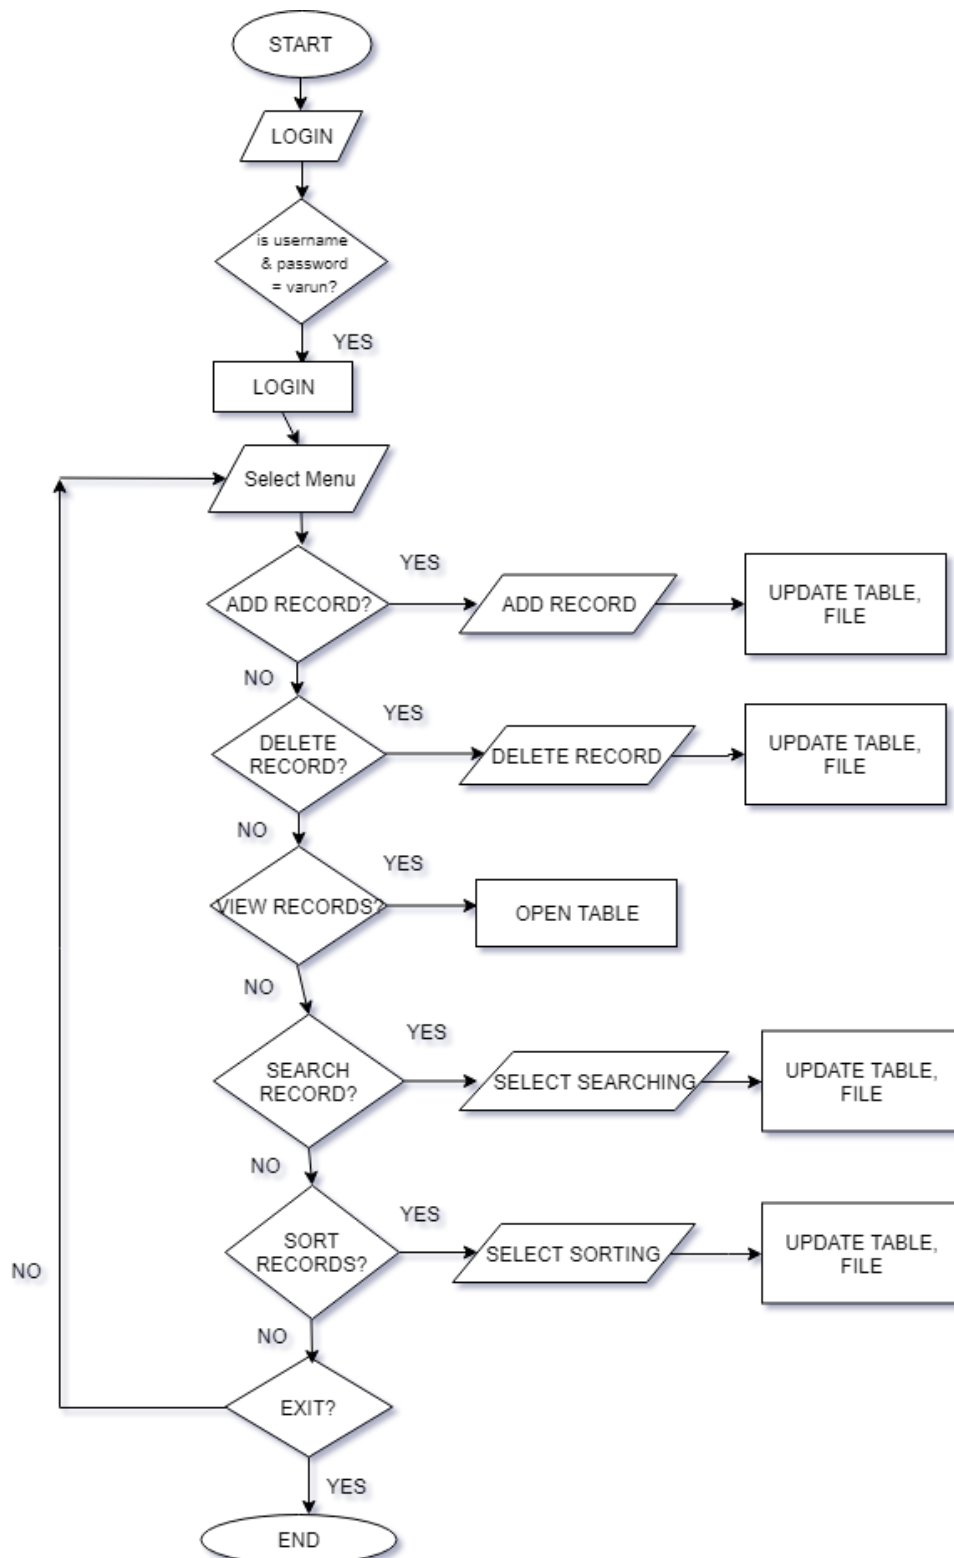 START
LOGIN
is username
& password
= varun?
YES
LOGIN
Select Menu
YES
ADD RECORD?
ADD RECORD
UPDATE TABLE,
FILE
NO
YES
DELETE
RECORD?
DELETE RECORD
UPDATE TABLE,
FILE
NO
YES
VIEW RECORDS?
OPEN TABLE
NO
YES
SEARCH
RECORD?
SELECT SEARCHING
UPDATE TABLE,
FILE
NO
YES
SORT
RECORDS?
SELECT SORTING
UPDATE TABLE,
FILE
NO
NO
EXIT?
YES
END